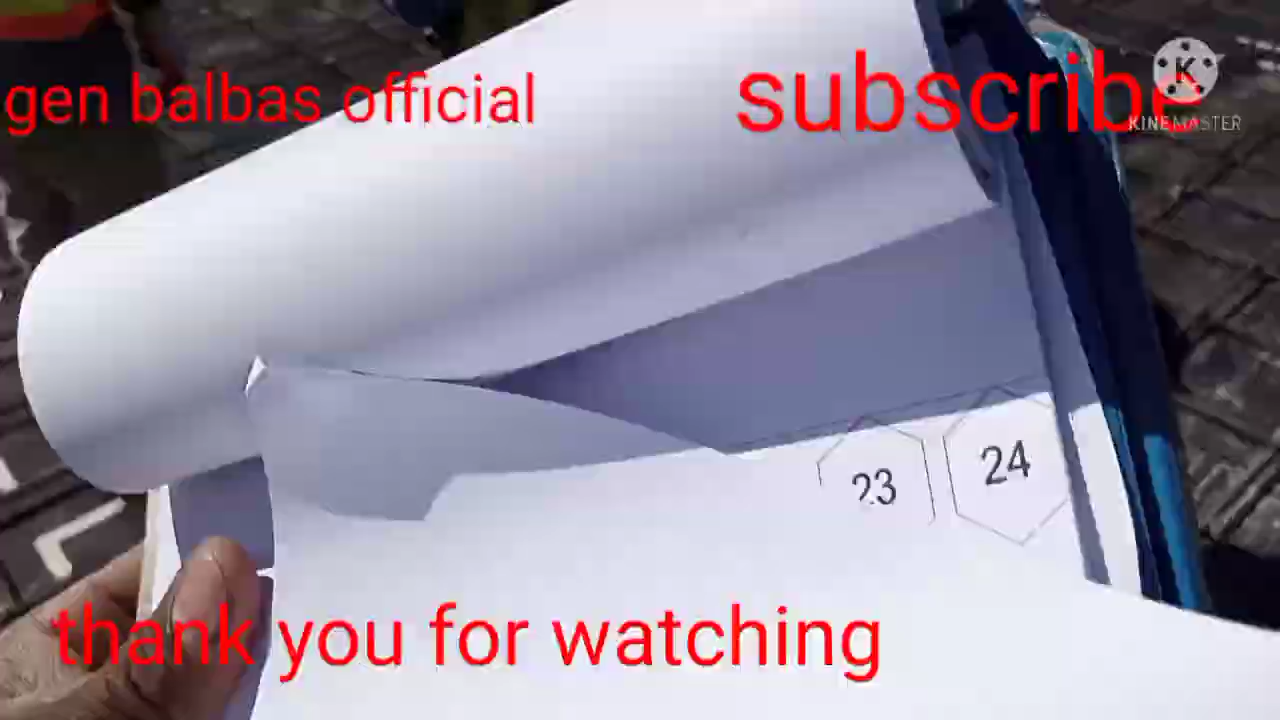 gen balbas official
subscribe
K
KINEMASTER
23
24
thank you for watching